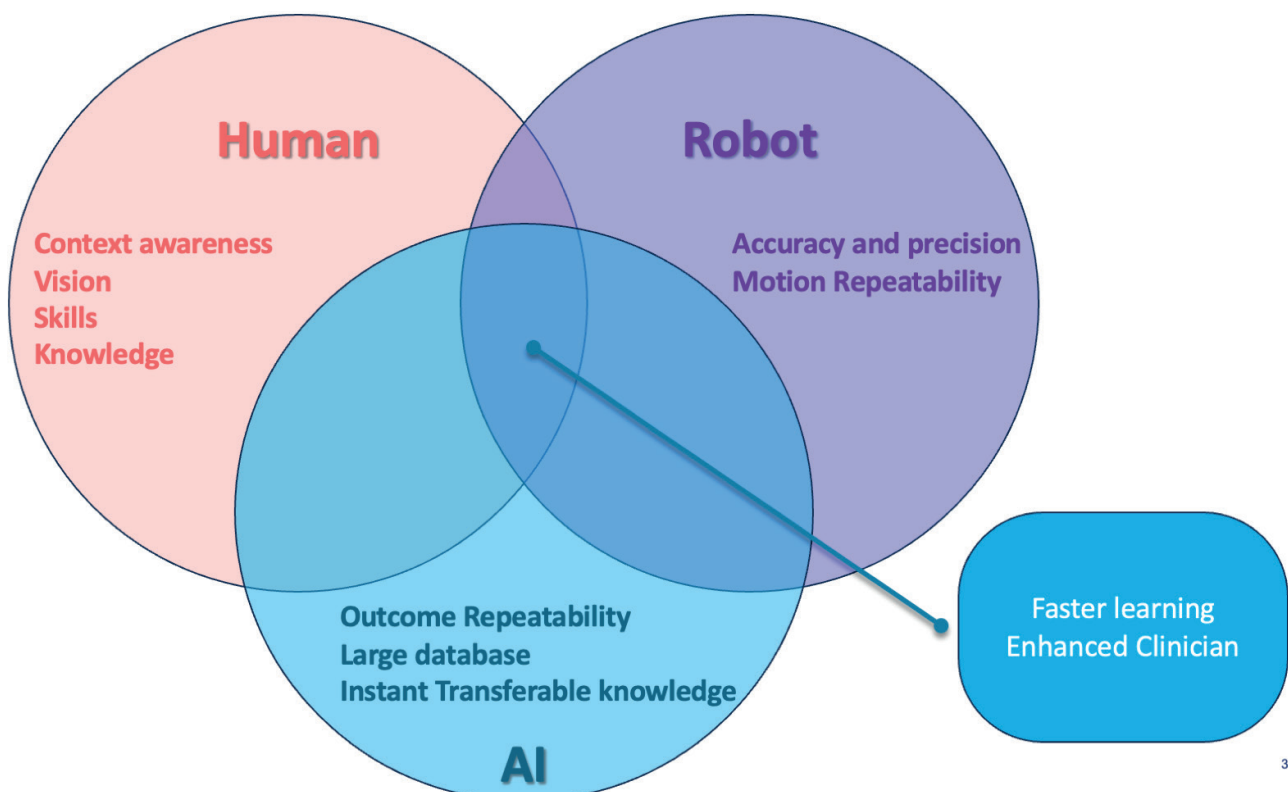 Human
Robot
Context awareness
Vision
Skills
Knowledge
Accuracy and precision
Motion Repeatability
Outcome Repeatability
Large database
Instant Transferable knowledge
AI
Faster learning
Enhanced Clinician
3